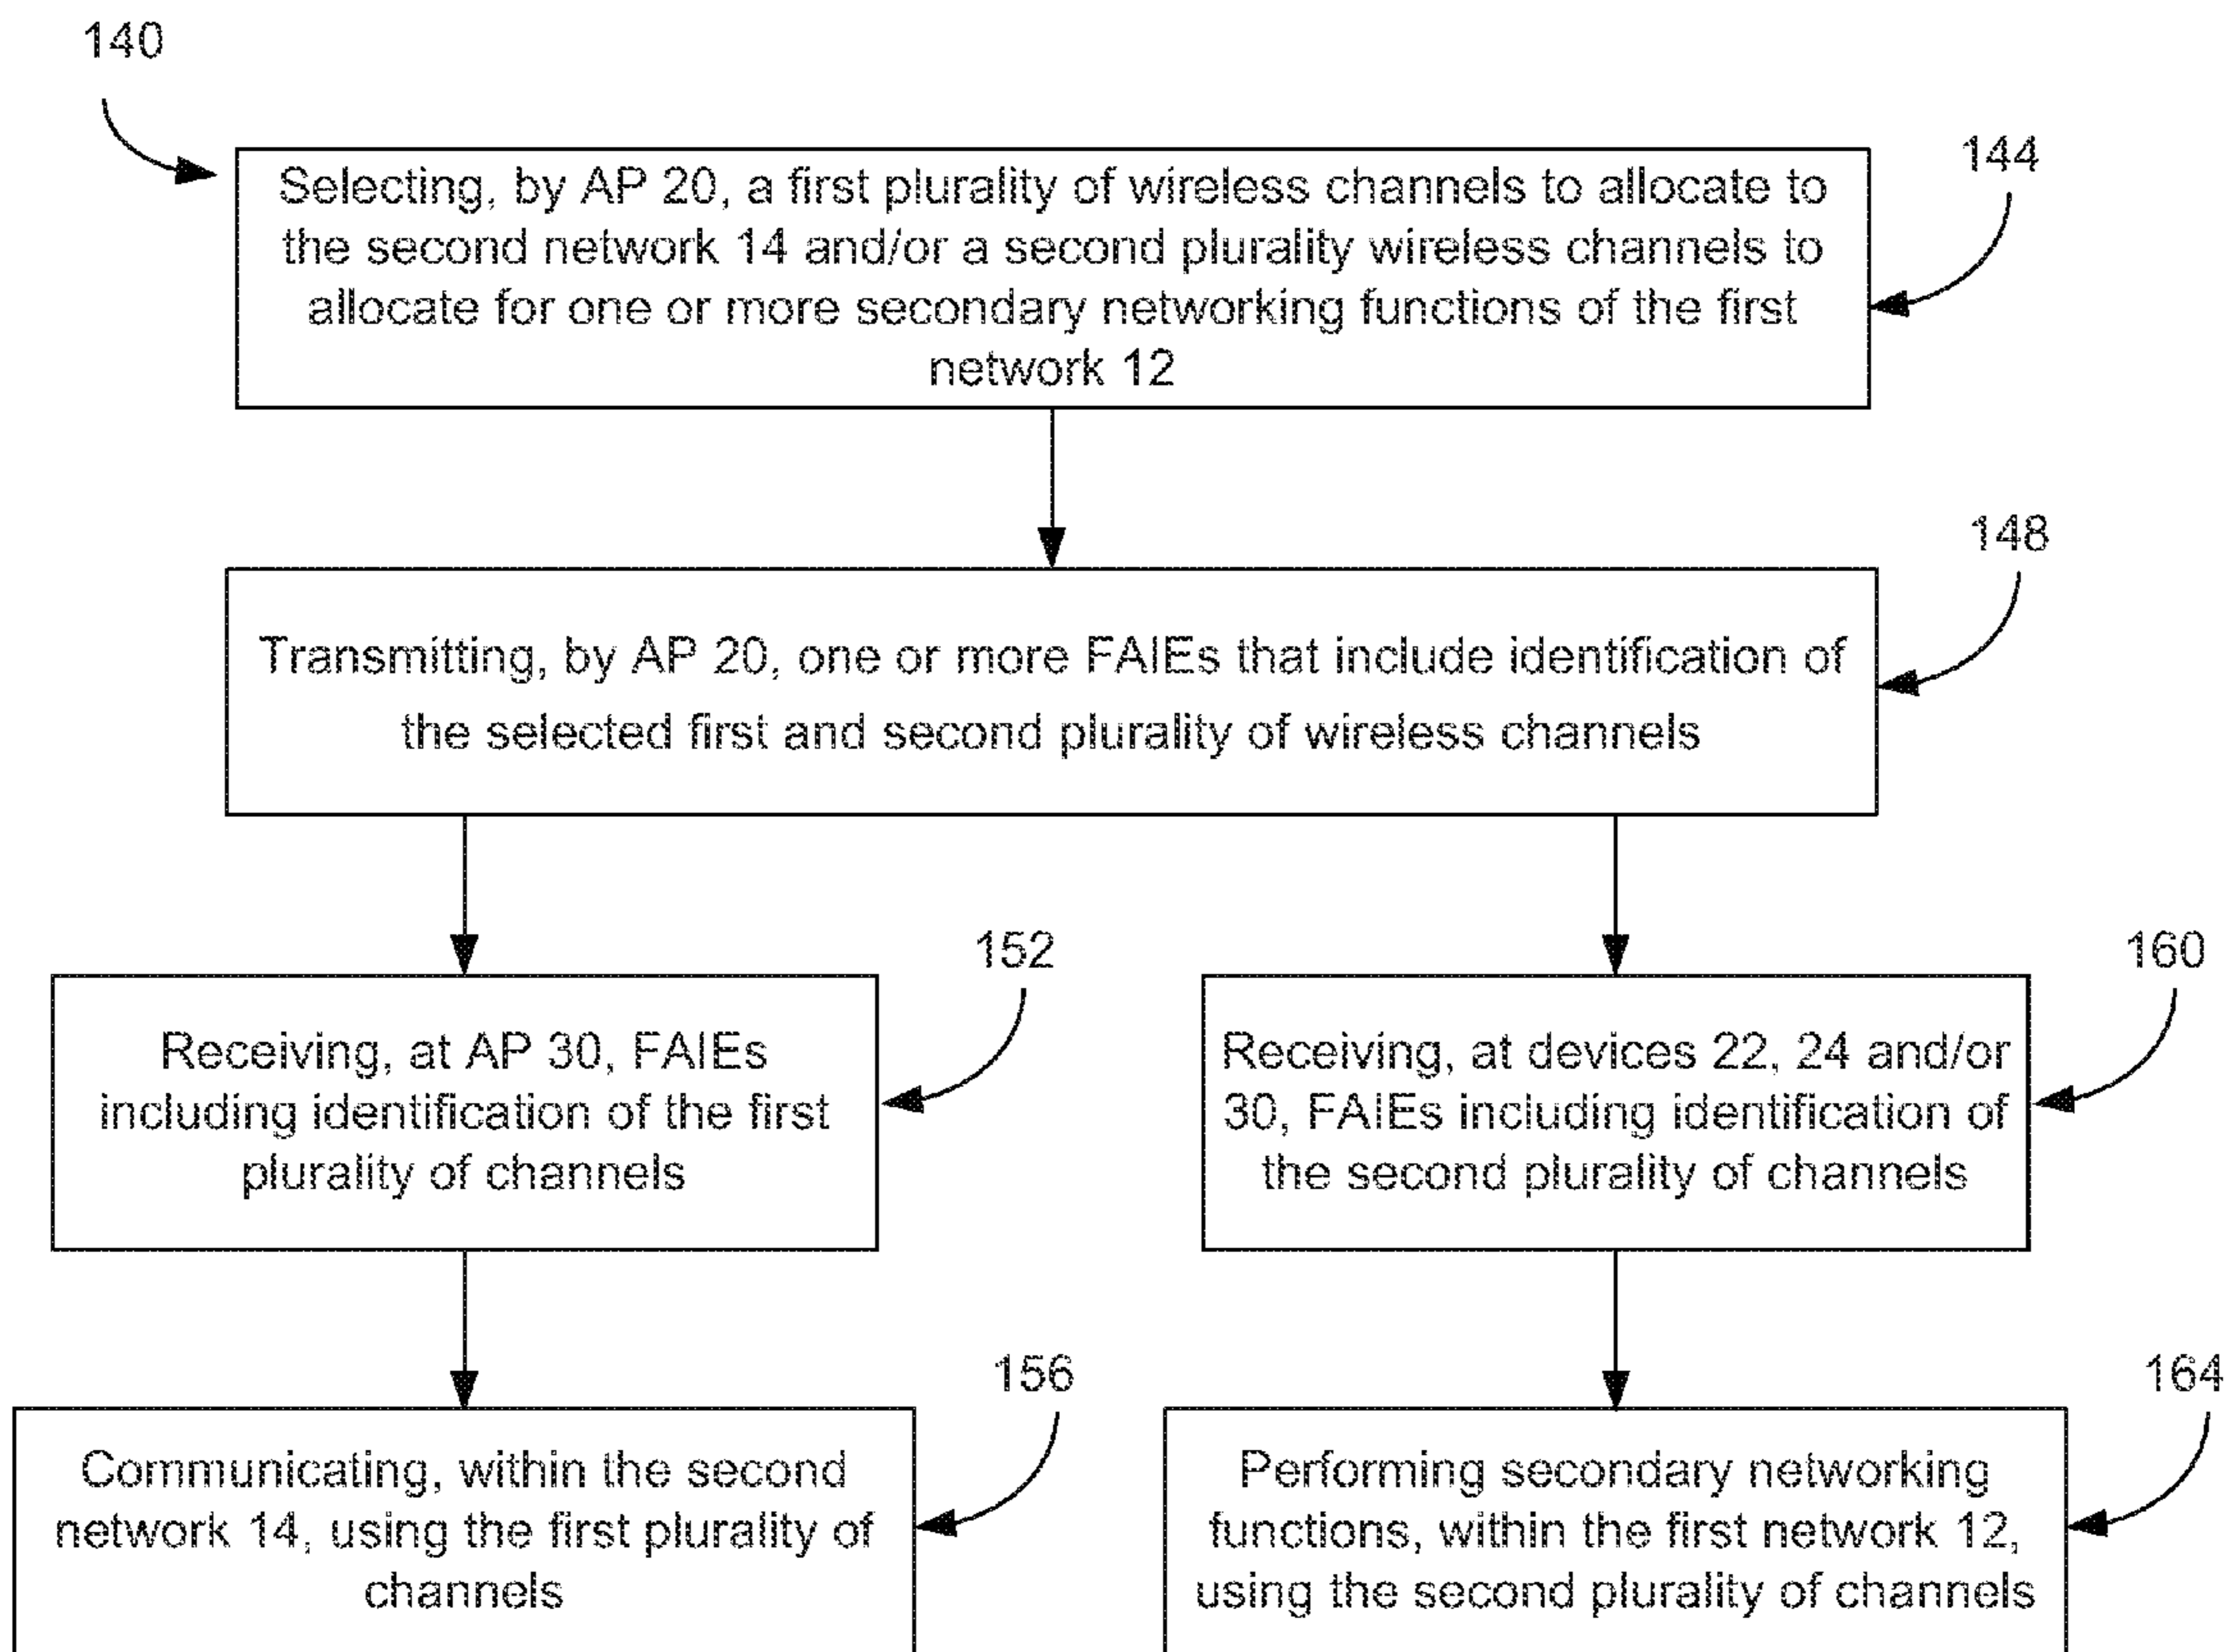 140
144
Selecting, by AP 20, a first plurality of wireless channels to allocate to
the second network 14 and/or a second plurality wireless channels to
allocate for one or more secondary networking functions of the first
network 12
148
Transmitting, by AP 20, one or more FAIEs that include identification of
the selected first and second plurality of wireless channels
152
Receiving, at AP 30, FAIEs
including identification of the first
plurality of channels
160
Receiving, at devices 22, 24 and/or
30, FAIEs including identification of
the second plurality of channels
156
Communicating, within the second
network 14, using the first plurality of
channels
164
Performing secondary networking
functions, within the first network 12,
using the second plurality of channels